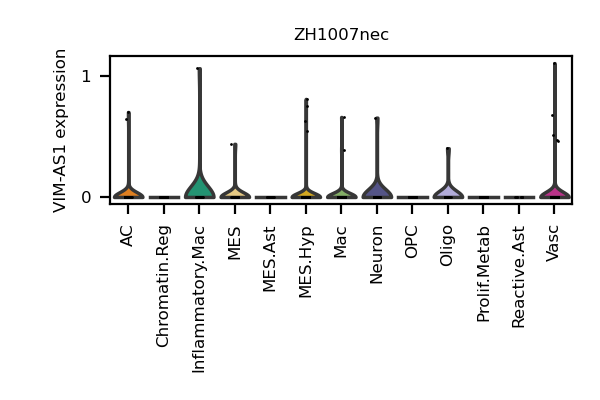 ZH1007nec
VIM-AS1 expression
1
0
AC
Chromatin.Reg
Inflammatory.Mac
MES
MES.Ast
MES.Hyp
Mac
Neuron
OPC
Oligo
Prolif.Metab
Reactive.Ast
Vasc